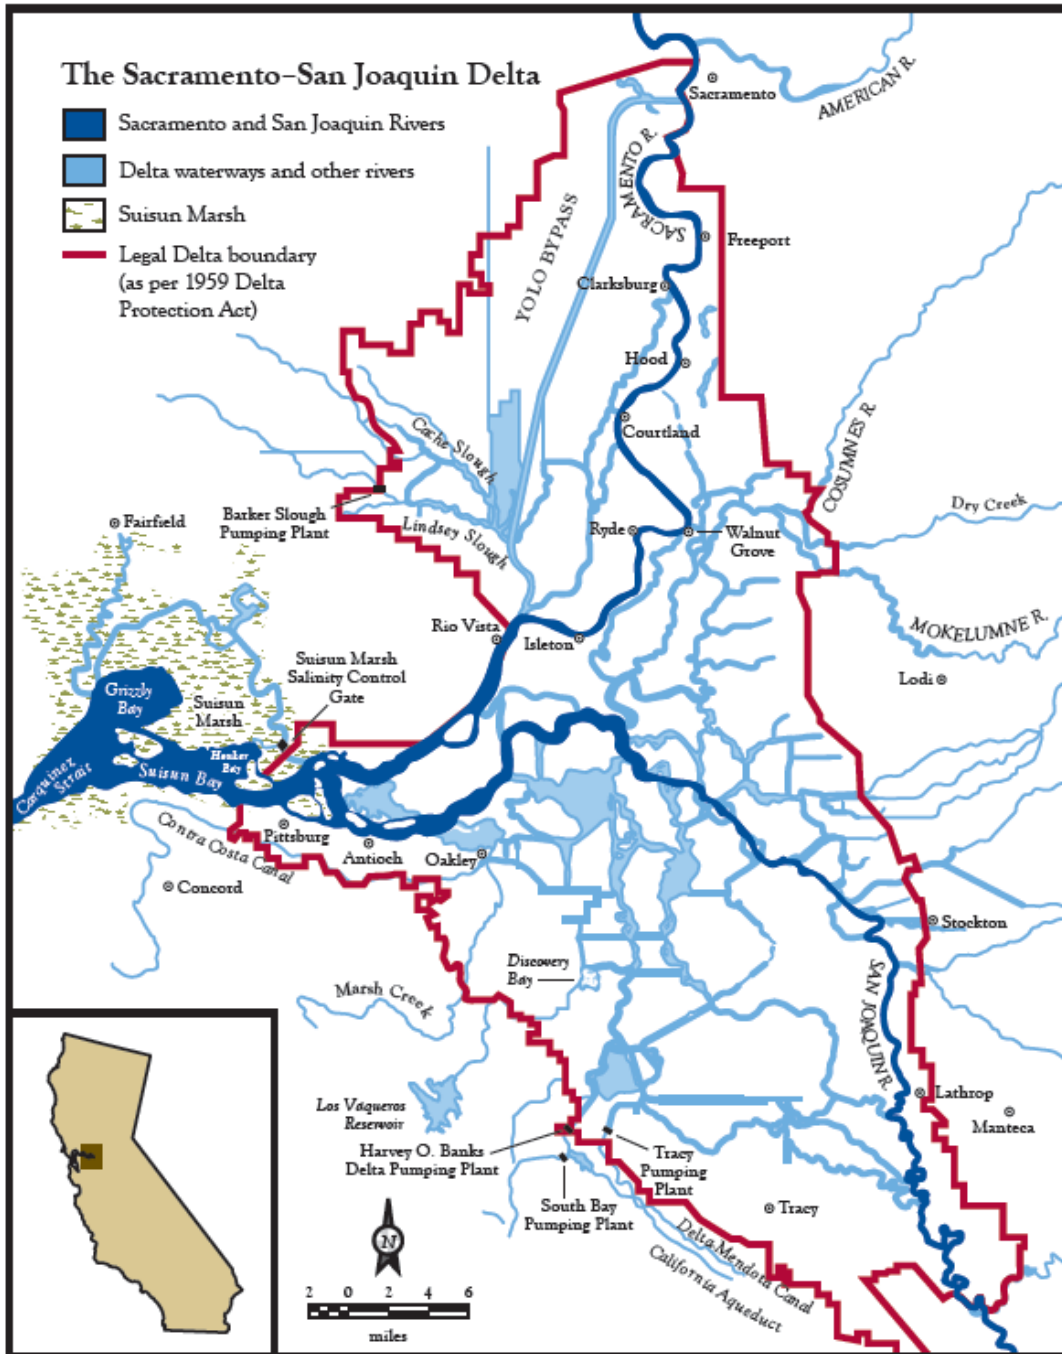 The Sacramento–San Joaquin Delta
Sacramento and San Joaquin Rivers
Delta waterways and other rivers
Suisun Marsh
Legal Delta boundary
(as per 1959 Delta
Protection Act)
Sacramento
AMERICAN R.
SACRAMENTO R.
SACRAMENTO
YOLO BYPASS
Freeport
Clarksburg
Hood
Courtland
COSUMNES R.
Cache Slough
Dry Creek
Barker Slough
Pumping Plant
Lindsey Slough
Fairfield
Ryde
Walnut
Grove
Rio Vista
Isleton
MOKELUMNE R.
Lodi
Suisun Marsh
Salinity Control
Gate
Grizzly
Bay
Suisun
Marsh
Honker
Bay
Carquinez
Strait
Suisun Bay
Contra Costa Canal
Pittsburg
Antioch
Oakley
Concord
Stockton
Discovery
Bay
SAN JOAQUIN R.
Marsh Creek
Los Vaqueros
Reservoir
Lathrop
Manteca
Harvey O. Banks
Delta Pumping Plant
Tracy
Pumping
Plant
South Bay
Pumping Plant
Tracy
Delta-Mendota Canal
California Aqueduct
N
2 0 2 4 6
miles